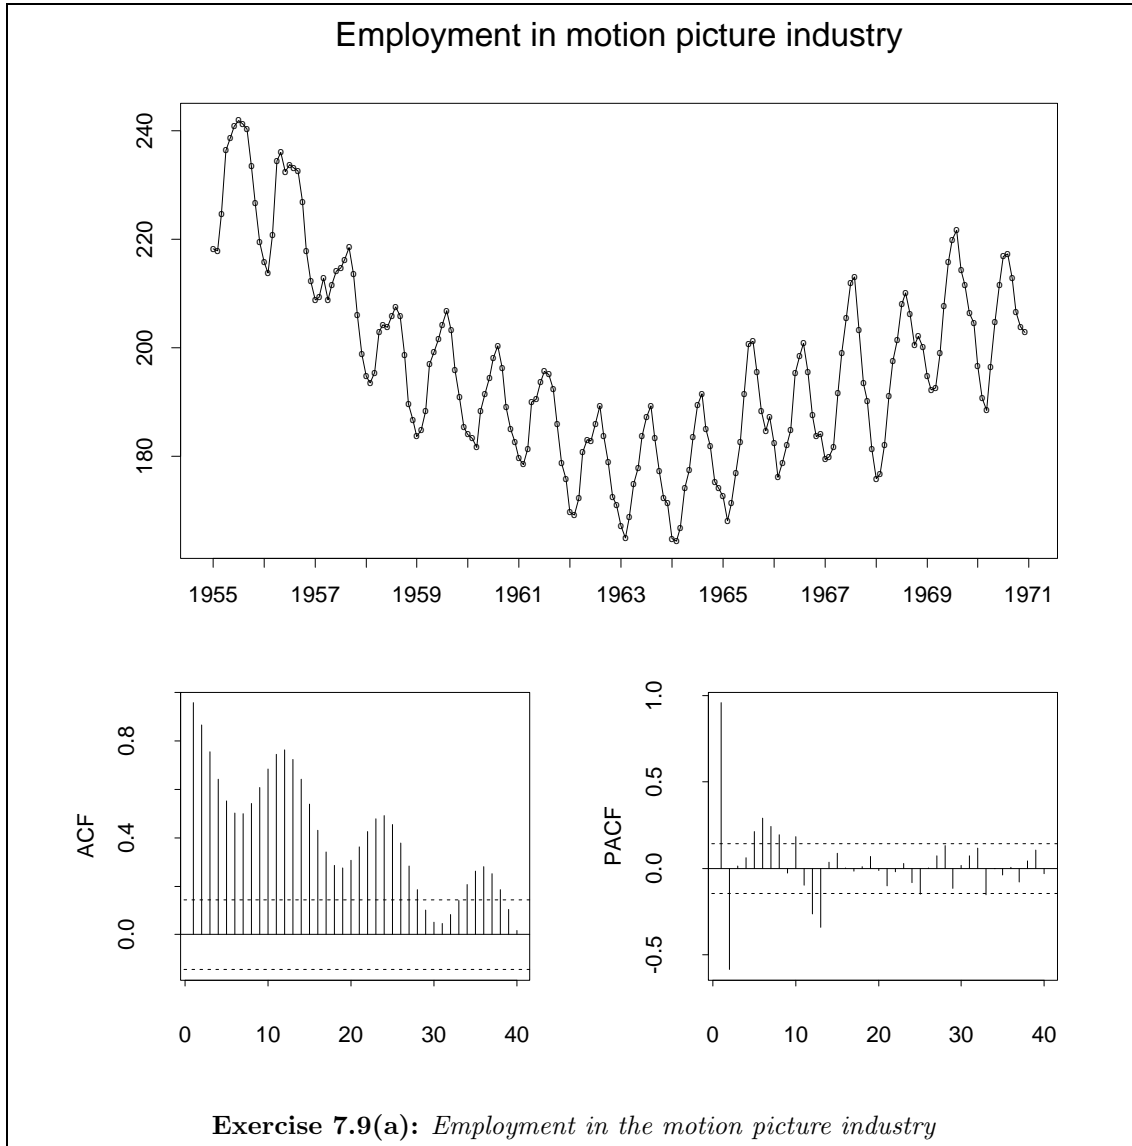 Employment in motion picture industry
240
220
200
180
1955 1957 1959 1961 1963 1965 1967 1969 1971
ACF
0.8
0.4
0.0
0 10 20 30 40
PACF
1.0
0.5
0.0
-0.5
0 10 20 30 40
Exercise 7.9(a): Employment in the motion picture industry